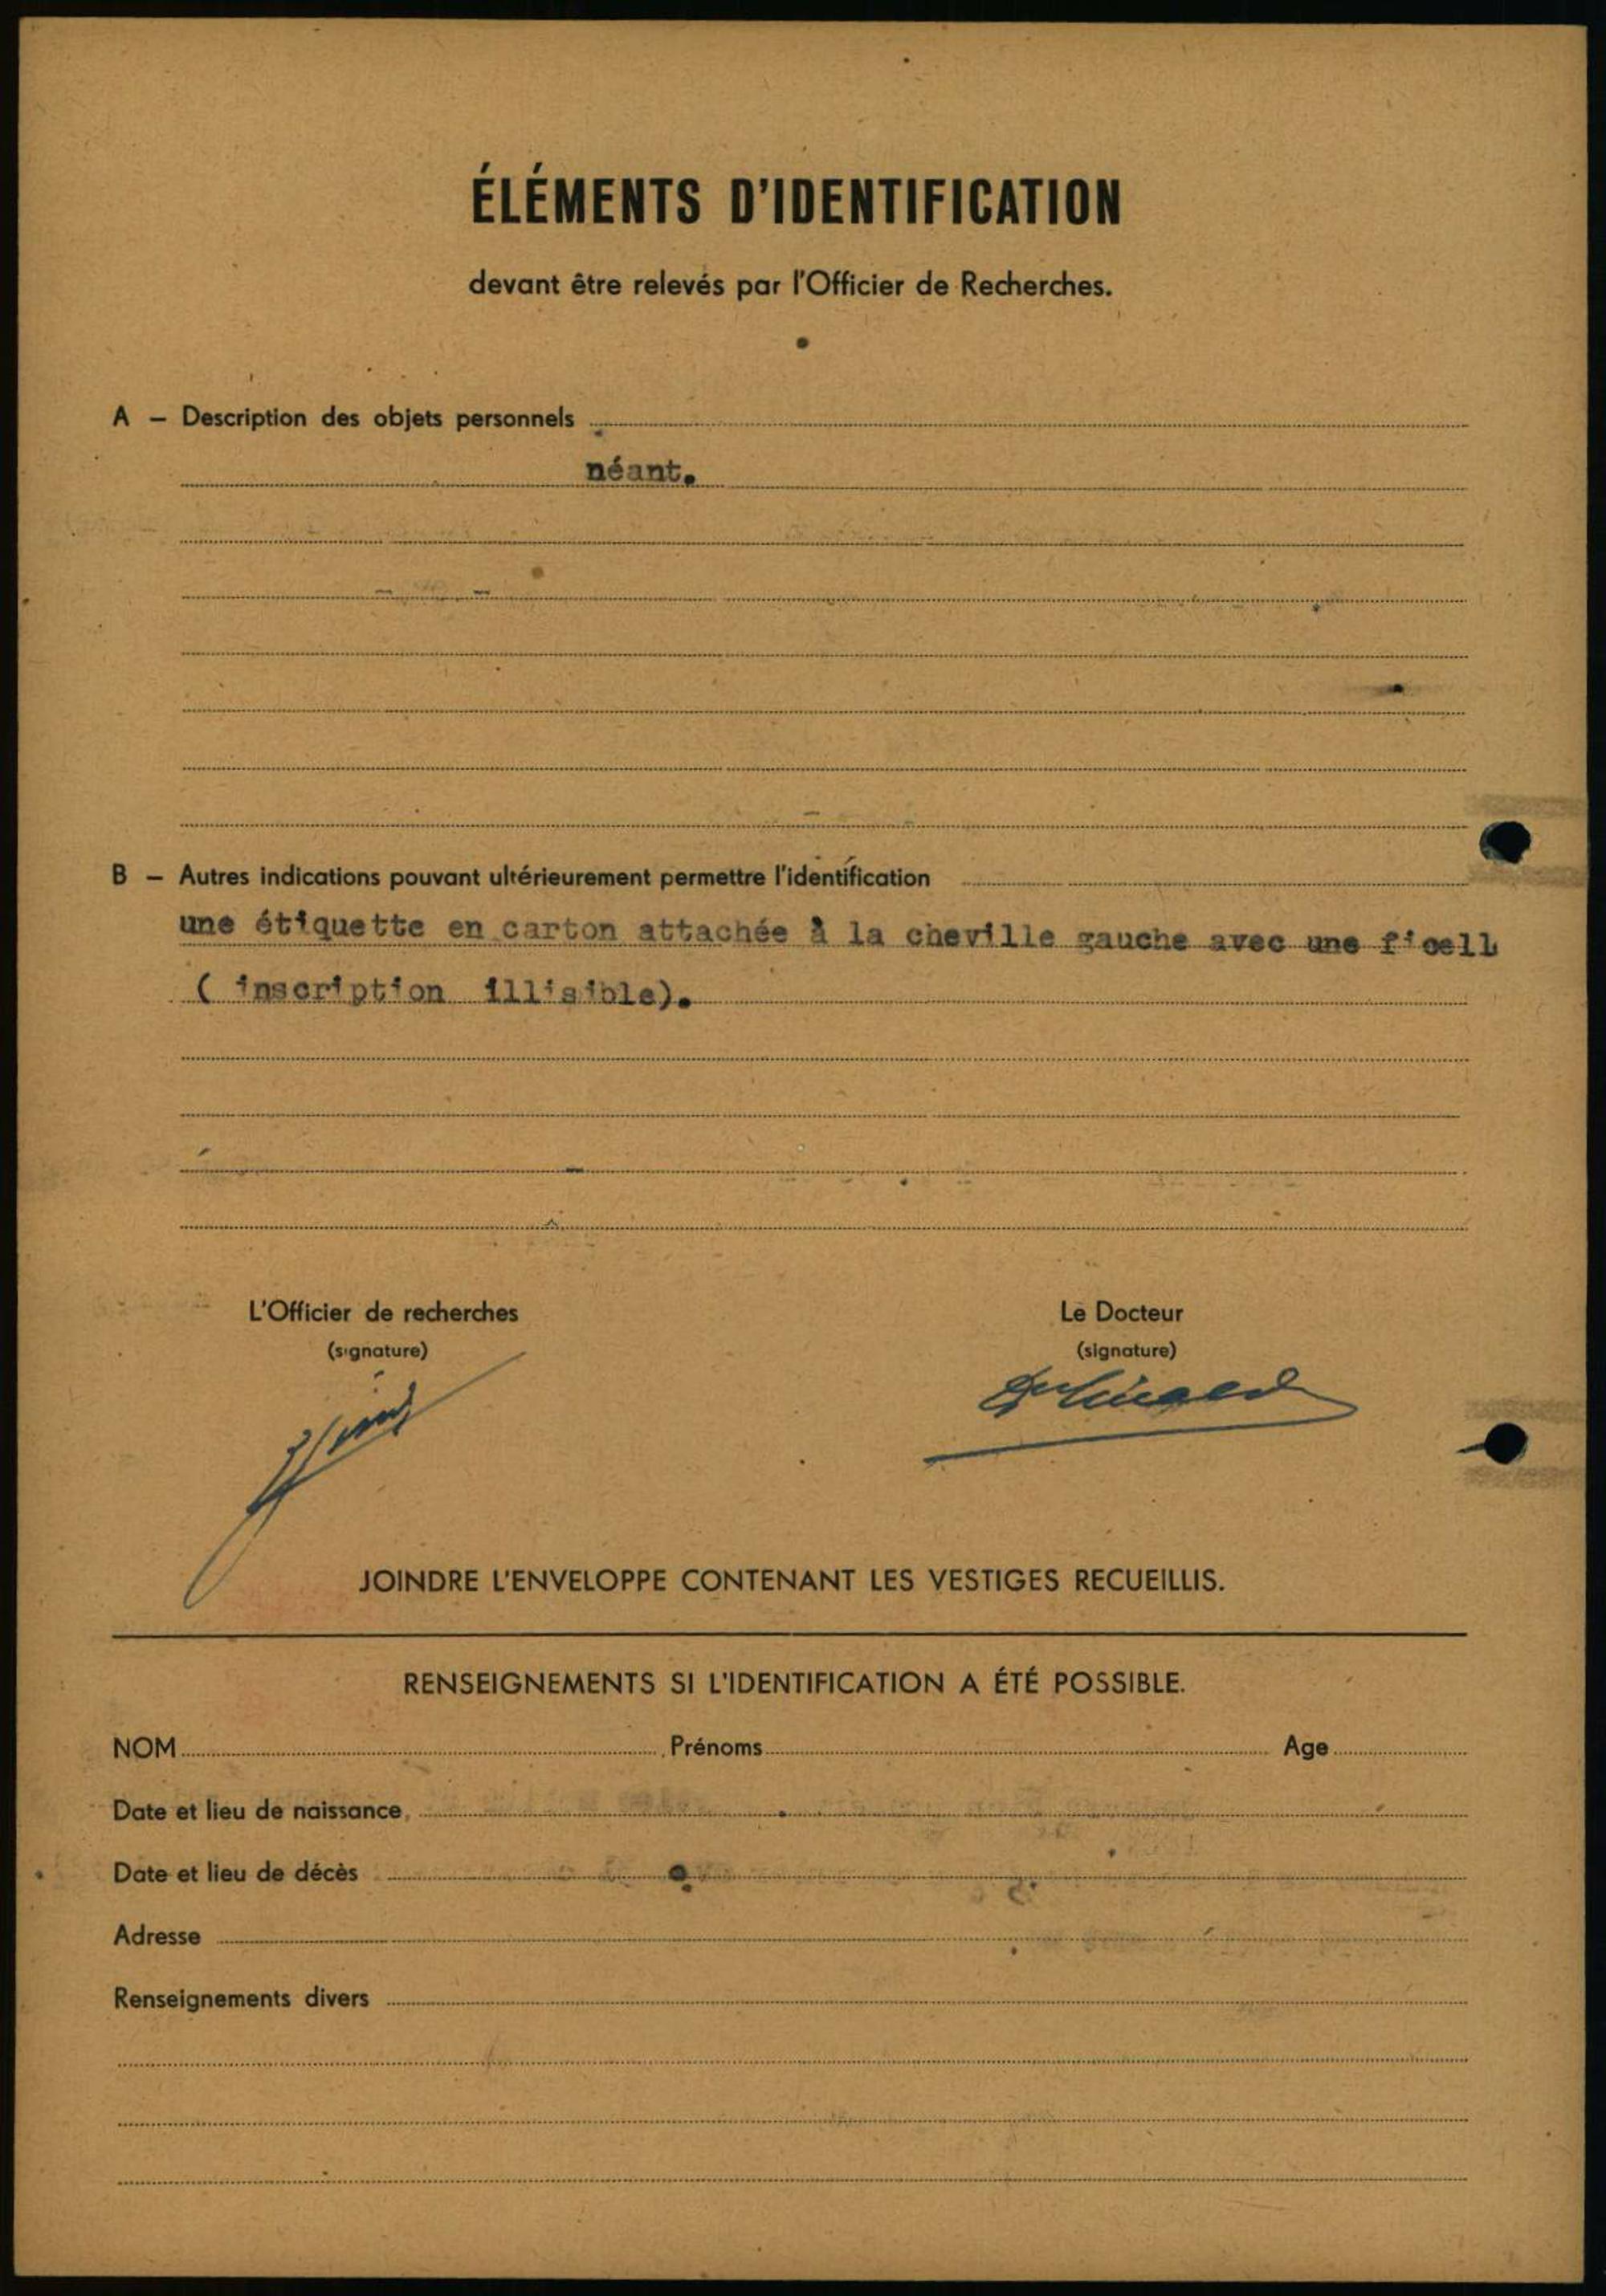 ÉLÉMENTS D'IDENTIFICATION
devant être relevés par l'Officier de Recherches.
A – Description des objets personnels
néant.
B – Autres indications pouvant ultérieurement permettre l'identification
une étiquette en carton attachée à la cheville gauche avec une ficell
( inscription illisible).
L'Officier de recherches
(signature)
Le Docteur
(signature)
JOINDRE L'ENVELOPPE CONTENANT LES VESTIGES RECUEILLIS.
RENSEIGNEMENTS SI L'IDENTIFICATION A ÉTÉ POSSIBLE.
NOM Prénoms Age
Date et lieu de naissance
Date et lieu de décès
Adresse
Renseignements divers